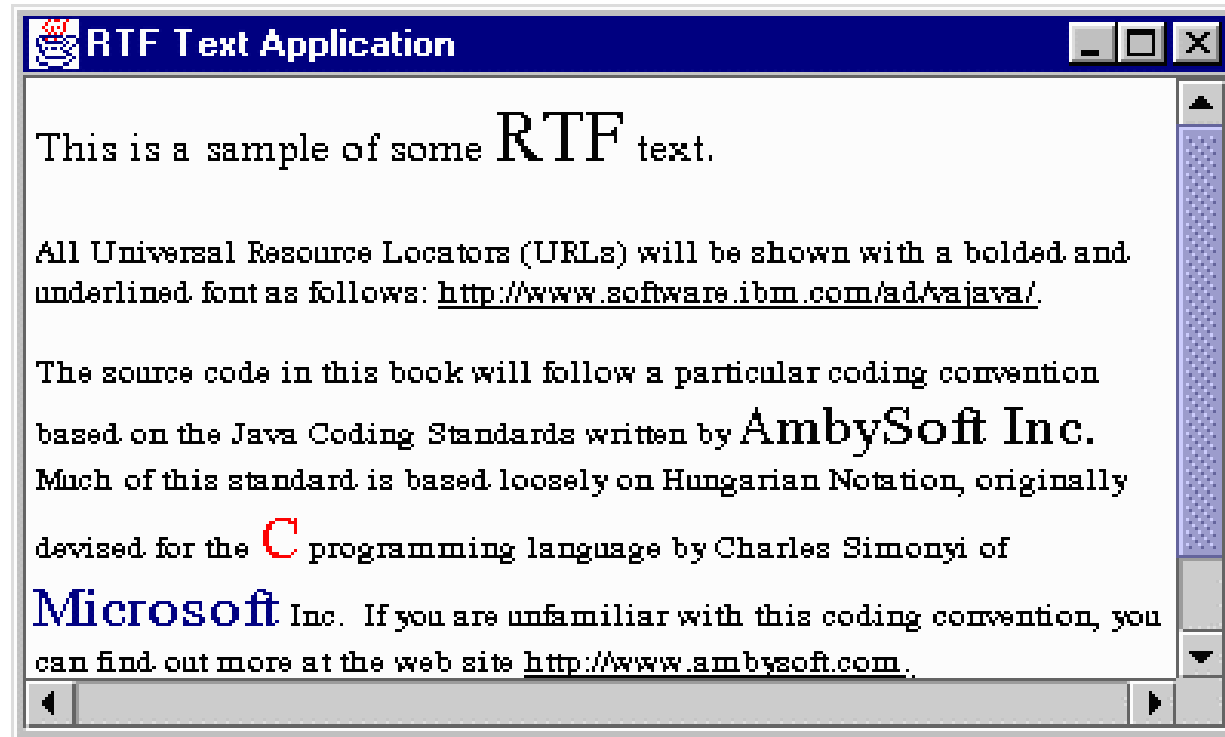 RTF Text Application
This is a sample of some RTF text.
All Universal Resource Locators (URLs) will be shown with a bolded and
underlined font as follows: http://www.software.ibm.com/ad/vajava/.
The source code in this book will follow a particular coding convention
based on the Java Coding Standards written by AmbySoft Inc.
Much of this standard is based loosely on Hungarian Notation, originally
devised for the C programming language by Charles Simonyi of
Microsoft Inc.  If you are unfamiliar with this coding convention, you
can find out more at the web site http://www.ambysoft.com.